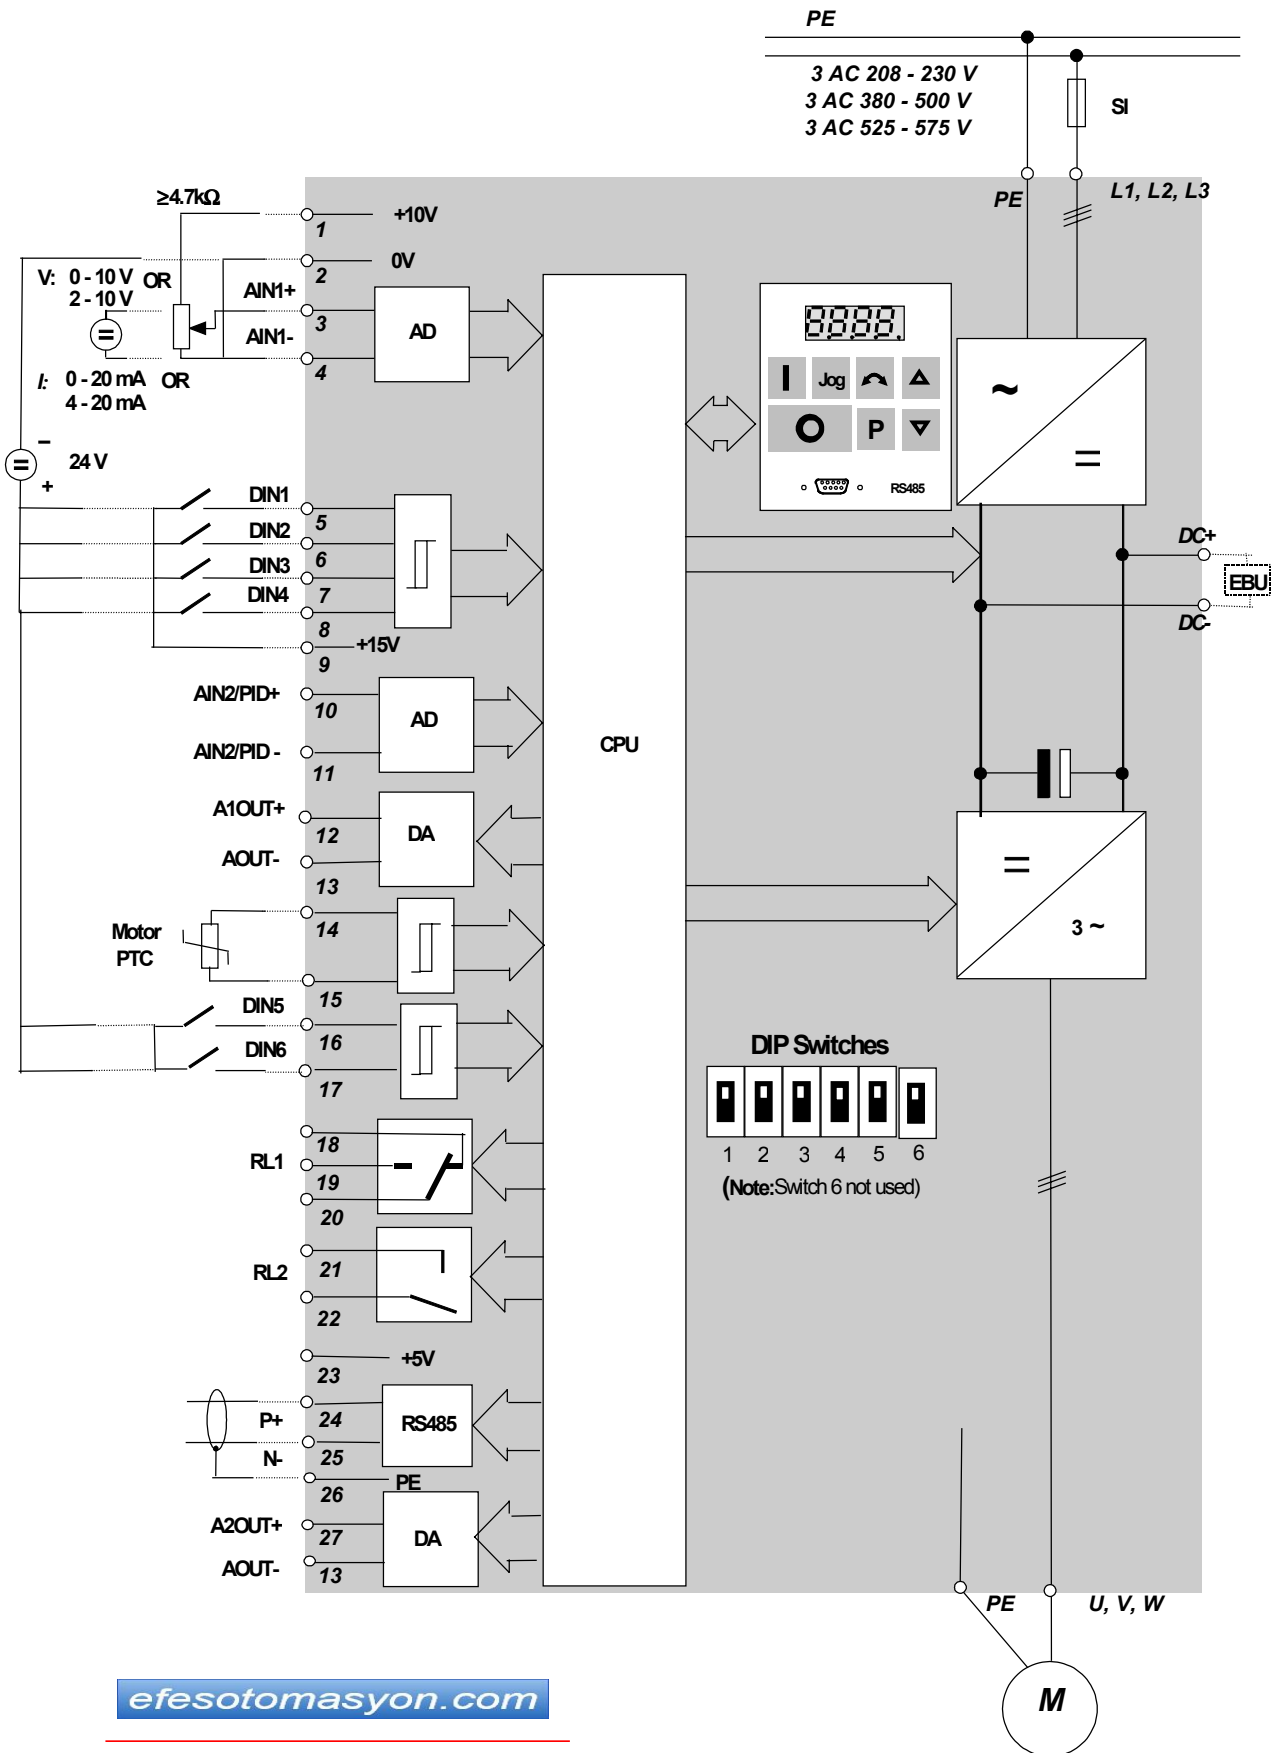 PE
3 AC 208 - 230 V
3 AC 380 - 500 V
3 AC 525 - 575 V
SI
PE
L1, L2, L3
≥4.7kΩ
1
+10V
2
0V
V: 0 - 10 V OR
2 - 10 V
AIN1+
3
AD
AIN1-
4
I: 0 - 20 mA OR
4 - 20 mA
8888.
Jog
P
RS485
~
=
–
24 V
+
DIN1
5
DIN2
6
DIN3
7
DIN4
8
+15V
9
DC+
EBU
DC-
AIN2/PID+
10
AD
AIN2/PID -
11
CPU
A1OUT+
12
DA
AOUT-
13
=
3 ~
Motor
PTC
14
15
DIN5
16
DIN6
17
DIP Switches
1 2 3 4 5 6
(Note:Switch 6 not used)
18
RL1
19
20
RL2
21
22
23
+5V
P+
24
RS485
N-
25
26
PE
A2OUT+
27
DA
AOUT-
13
PE
U, V, W
M
efesotomasyon.com